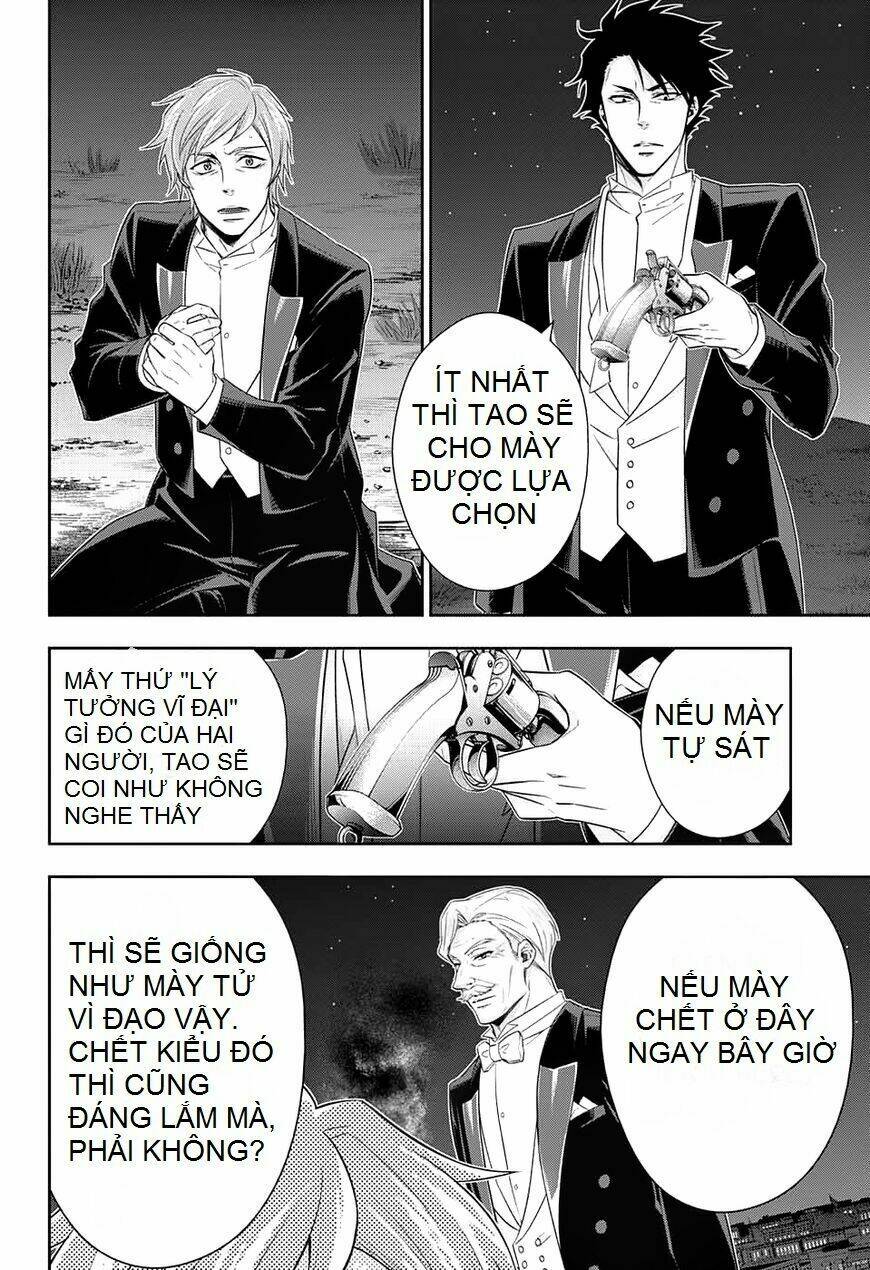 ÍT NHẤT
THÌ TAO SẼ
CHO MÀY
ĐƯỢC LỰA
CHỌN
NẾU MÀY
TỰ SÁT
MẤY THỨ "LÝ
TƯỞNG VĨ ĐẠI"
GÌ ĐÓ CỦA HAI
NGƯỜI, TAO SẼ
COI NHƯ KHÔNG
NGHE THẤY
NẾU MÀY
CHẾT Ở ĐÂY
NGAY BÂY GIỜ
THÌ SẼ GIỐNG
NHƯ MÀY TỬ
VÌ ĐẠO VẬY.
CHẾT KIỂU ĐÓ
THÌ CŨNG
ĐÁNG LẮM MÀ,
PHẢI KHÔNG?